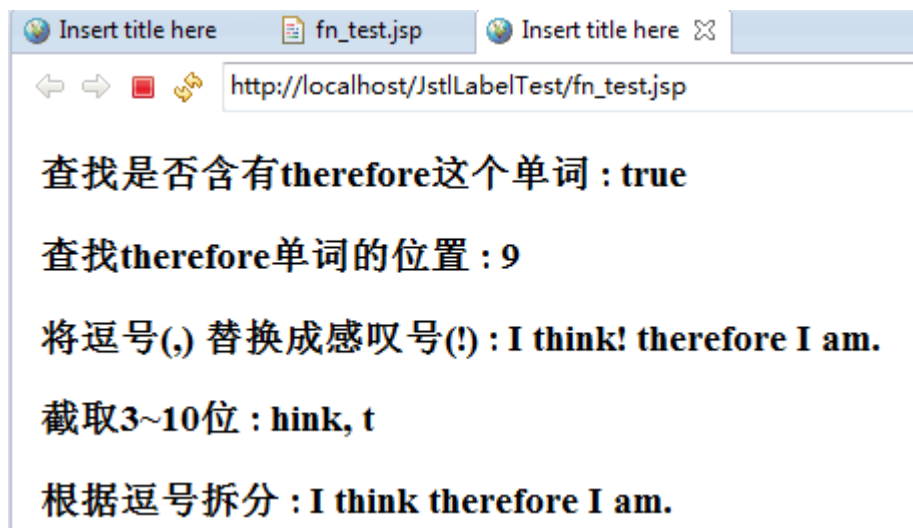 Insert title here fn_test.jsp Insert title here
http://localhost/JstlLabelTest/fn_test.jsp
查找是否含有therefore这个单词 : true
查找therefore单词的位置 : 9
将逗号(,) 替换成感叹号(!) : I think! therefore I am.
截取3~10位 : hink, t
根据逗号拆分 : I think therefore I am.